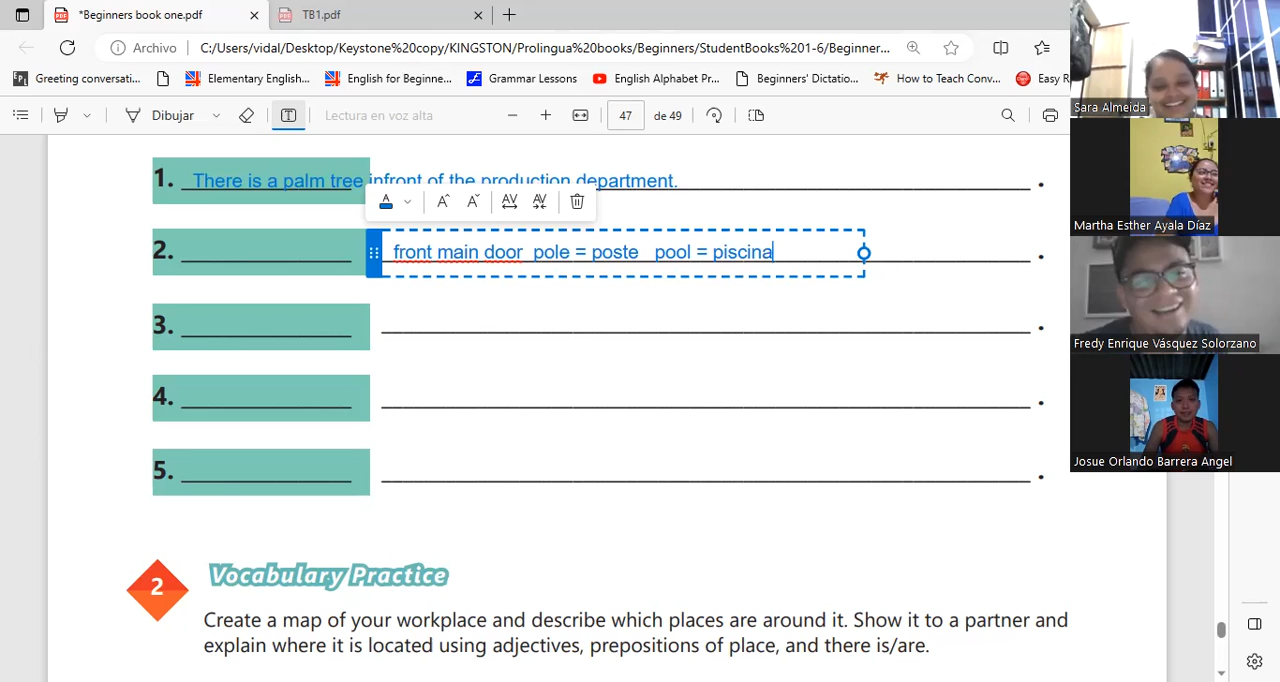 *Beginners book one.pdf
TB1.pdf
Archivo
C:/Users/vidal/Desktop/Keystone%20copy/KINGSTON/Prolingua%20books/Beginners/StudentBooks%201-6/Beginner...
Greeting conversati...
Elementary English...
English for Beginne...
Grammar Lessons
English Alphabet Pr...
Beginners' Dictatio...
How to Teach Conv...
Easy R
Dibujar
Lectura en voz alta
47
de 49
1. There is a palm tree infront of the production department.
2. front main door pole = poste pool = piscina
3.
4.
5.
2 Vocabulary Practice
Create a map of your workplace and describe which places are around it. Show it to a partner and
explain where it is located using adjectives, prepositions of place, and there is/are.
Sara Almeida
Martha Esther Ayala Díaz
Fredy Enrique Vásquez Solorzano
Josue Orlando Barrera Angel